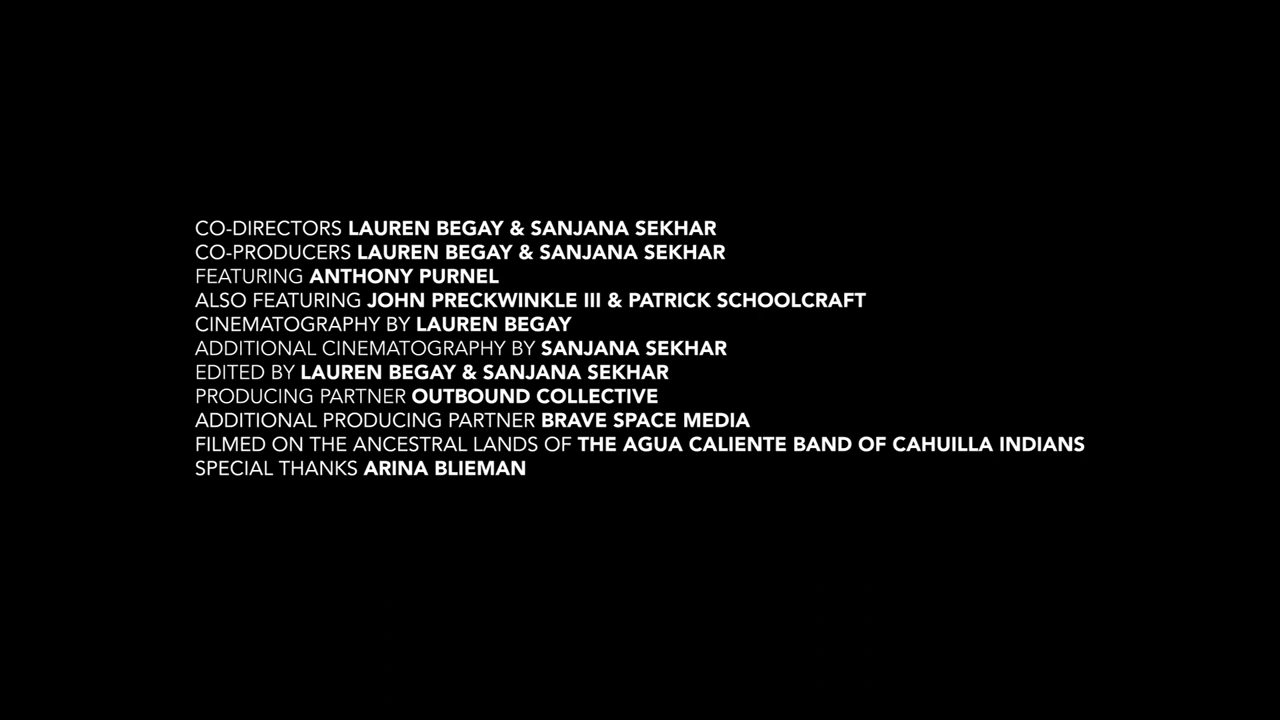 CO-DIRECTORS LAUREN BEGAY & SANJANA SEKHAR
CO-PRODUCERS LAUREN BEGAY & SANJANA SEKHAR
FEATURING ANTHONY PURNEL
ALSO FEATURING JOHN PRECKWINKLE III & PATRICK SCHOOLCRAFT
CINEMATOGRAPHY BY LAUREN BEGAY
ADDITIONAL CINEMATOGRAPHY BY SANJANA SEKHAR
EDITED BY LAUREN BEGAY & SANJANA SEKHAR
PRODUCING PARTNER OUTBOUND COLLECTIVE
ADDITIONAL PRODUCING PARTNER BRAVE SPACE MEDIA
FILMED ON THE ANCESTRAL LANDS OF THE AGUA CALIENTE BAND OF CAHUILLA INDIANS
SPECIAL THANKS ARINA BLIEMAN